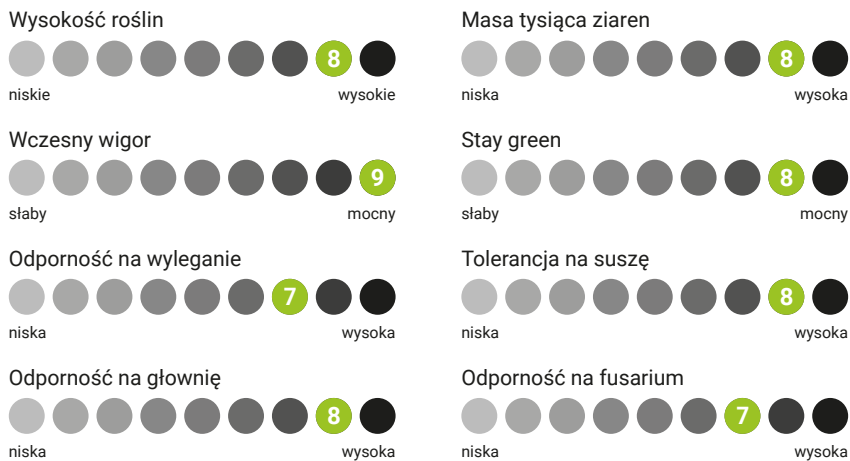 Wysokość roślin
8
niskie wysokie
Masa tysiąca ziaren
8
niska wysoka
Wczesny wigor
9
słaby mocny
Stay green
8
słaby mocny
Odporność na wyleganie
7
niska wysoka
Tolerancja na suszę
8
niska wysoka
Odporność na głownię
8
niska wysoka
Odporność na fusarium
7
niska wysoka